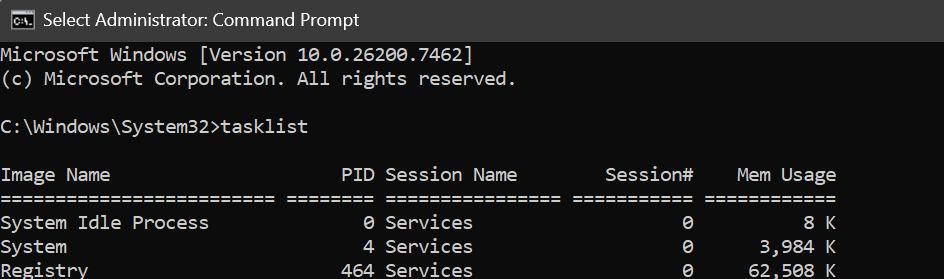 Select Administrator: Command Prompt
Microsoft Windows [Version 10.0.26200.7462]
(c) Microsoft Corporation. All rights reserved.
C:\Windows\System32>tasklist
Image Name                     PID Session Name        Session#    Mem Usage
========================= ======== ================ =========== ============
System Idle Process              0 Services                   0          8 K
System                           4 Services                   0      3,984 K
Registry                       464 Services                   0     62,508 K